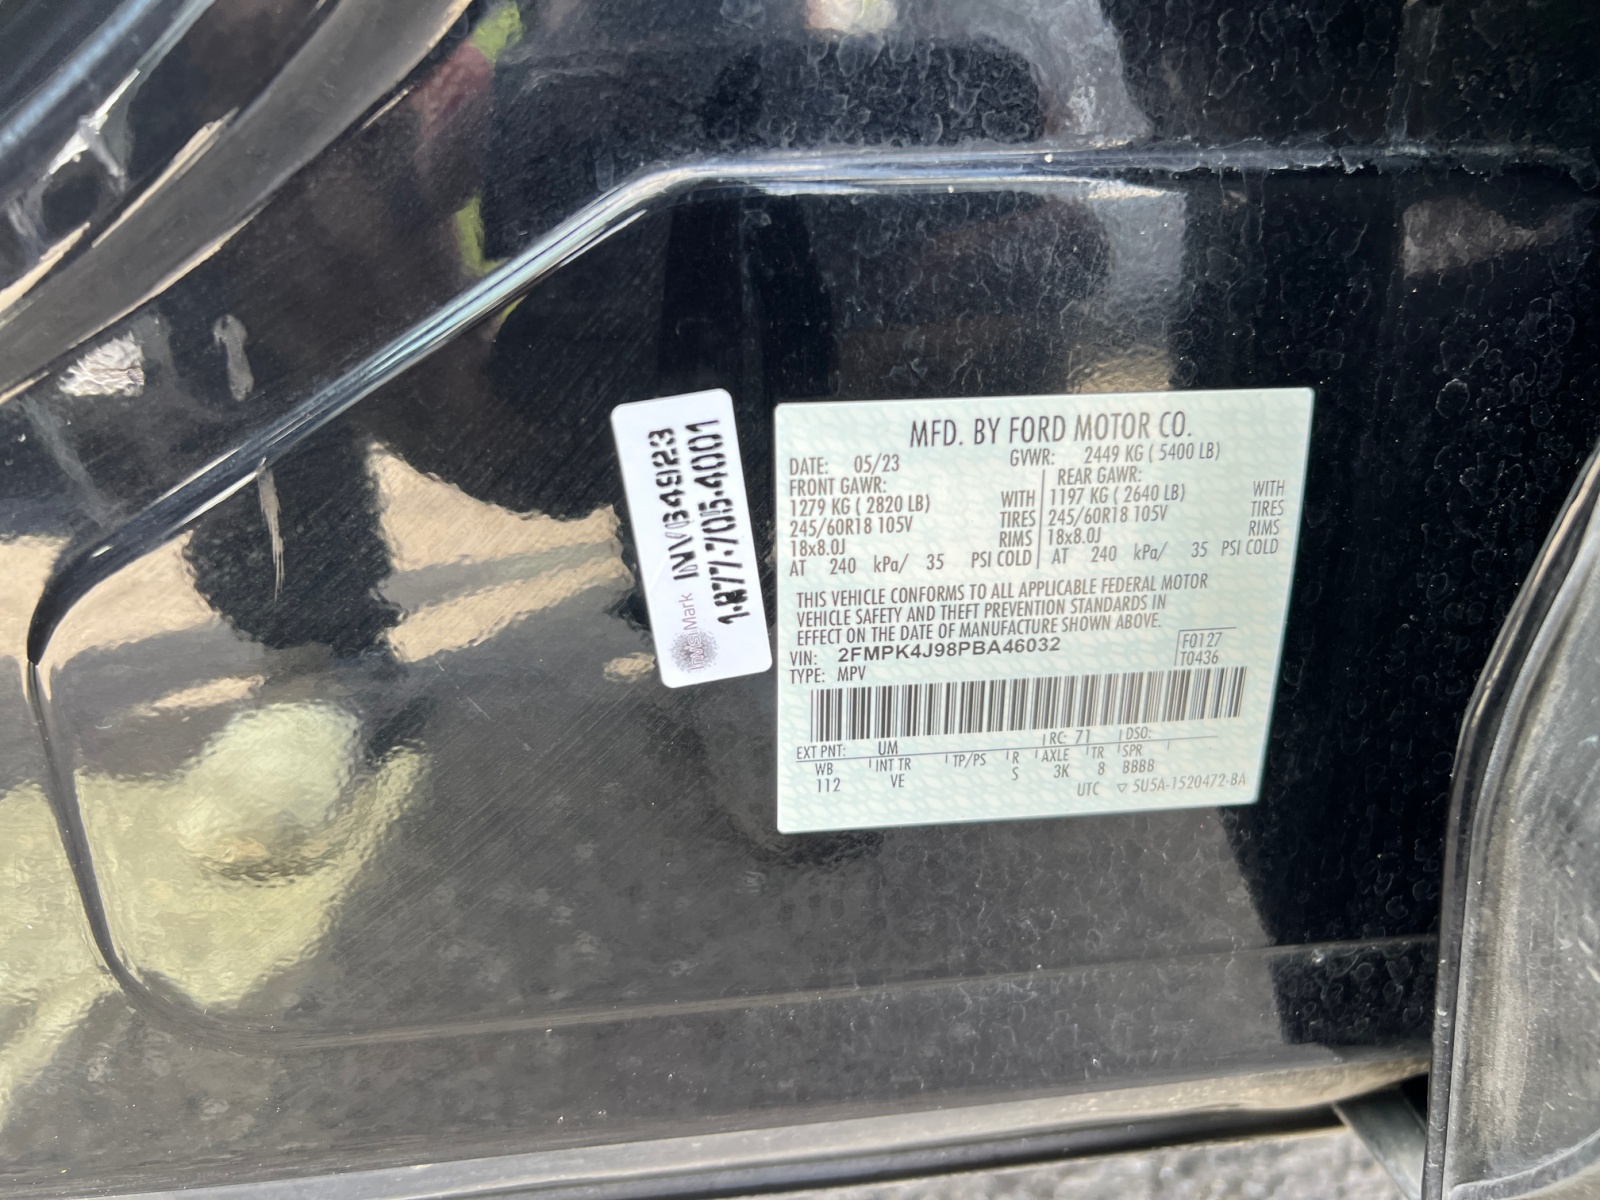 InvisiMark INV64923
1-877-705-4001
MFD. BY FORD MOTOR CO.
DATE: 05/23 GVWR: 2449 KG ( 5400 LB)
FRONT GAWR: REAR GAWR:
1279 KG ( 2820 LB) WITH 1197 KG ( 2640 LB) WITH
245/60R18 105V TIRES 245/60R18 105V TIRES
18x8.0J RIMS 18x8.0J RIMS
AT 240 kPa/ 35 PSI COLD AT 240 kPa/ 35 PSI COLD
THIS VEHICLE CONFORMS TO ALL APPLICABLE FEDERAL MOTOR
VEHICLE SAFETY AND THEFT PREVENTION STANDARDS IN
EFFECT ON THE DATE OF MANUFACTURE SHOWN ABOVE.
VIN: 2FMPK4J98PBA46032 F0127
TYPE: MPV T0436
EXT PNT: UM RC: 71 DSO:
WB INT TR TP/PS R AXLE TR SPR
112 VE S 3K 8 BBBB
UTC ▽ 5U5A-1520472-BA